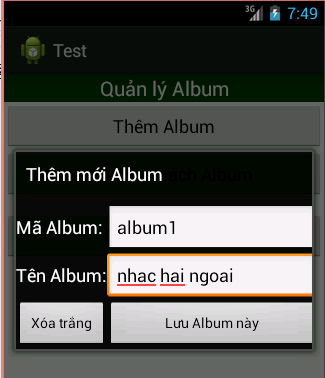 3G 7:49
Test
Quản lý Album
Thêm Album
Thêm mới Album
Mã Album: album1
Tên Album: nhac hai ngoai
Xóa trắng Lưu Album này